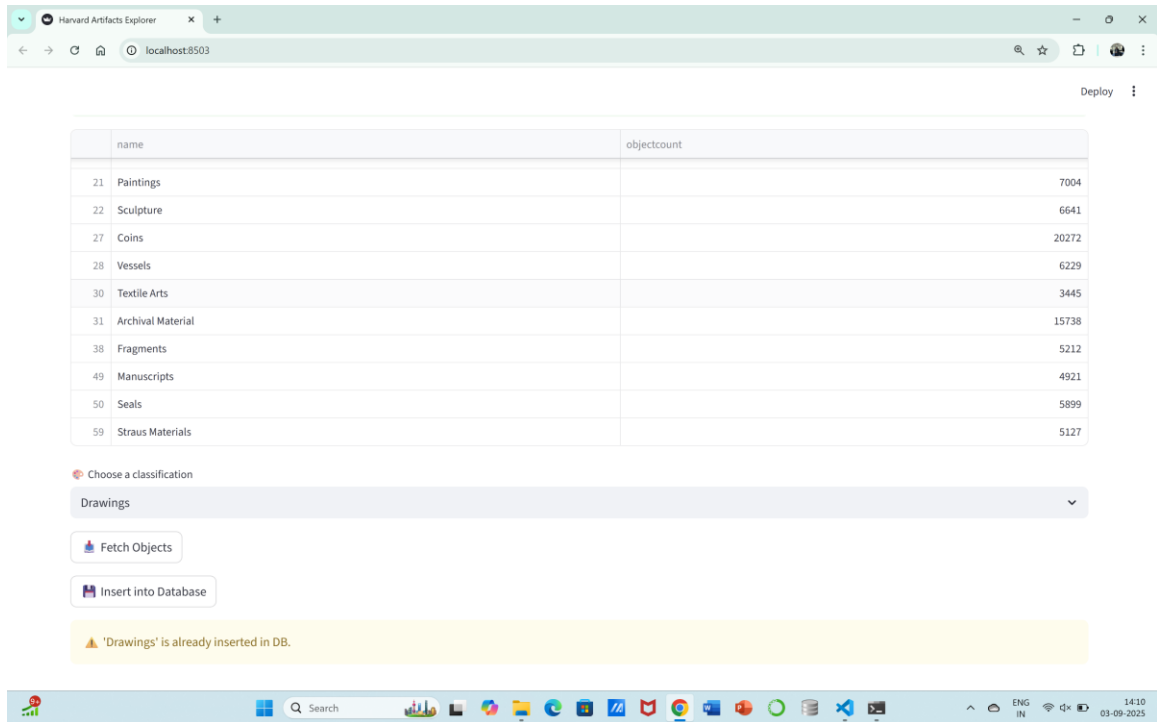 Harvard Artifacts Explorer
localhost:8503
Deploy
name objectcount
21 Paintings 7004
22 Sculpture 6641
27 Coins 20272
28 Vessels 6229
30 Textile Arts 3445
31 Archival Material 15738
38 Fragments 5212
49 Manuscripts 4921
50 Seals 5899
59 Straus Materials 5127
Choose a classification
Drawings
Fetch Objects
Insert into Database
'Drawings' is already inserted in DB.
9+ Search ENG 14:10
IN 03-09-2025